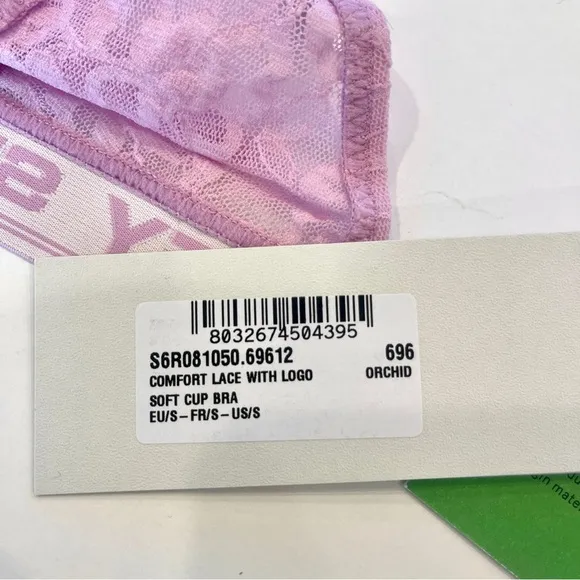 8032674504395
S6R081050.69612 696
COMFORT LACE WITH LOGO ORCHID
SOFT CUP BRA
EU/S-FR/S-US/S